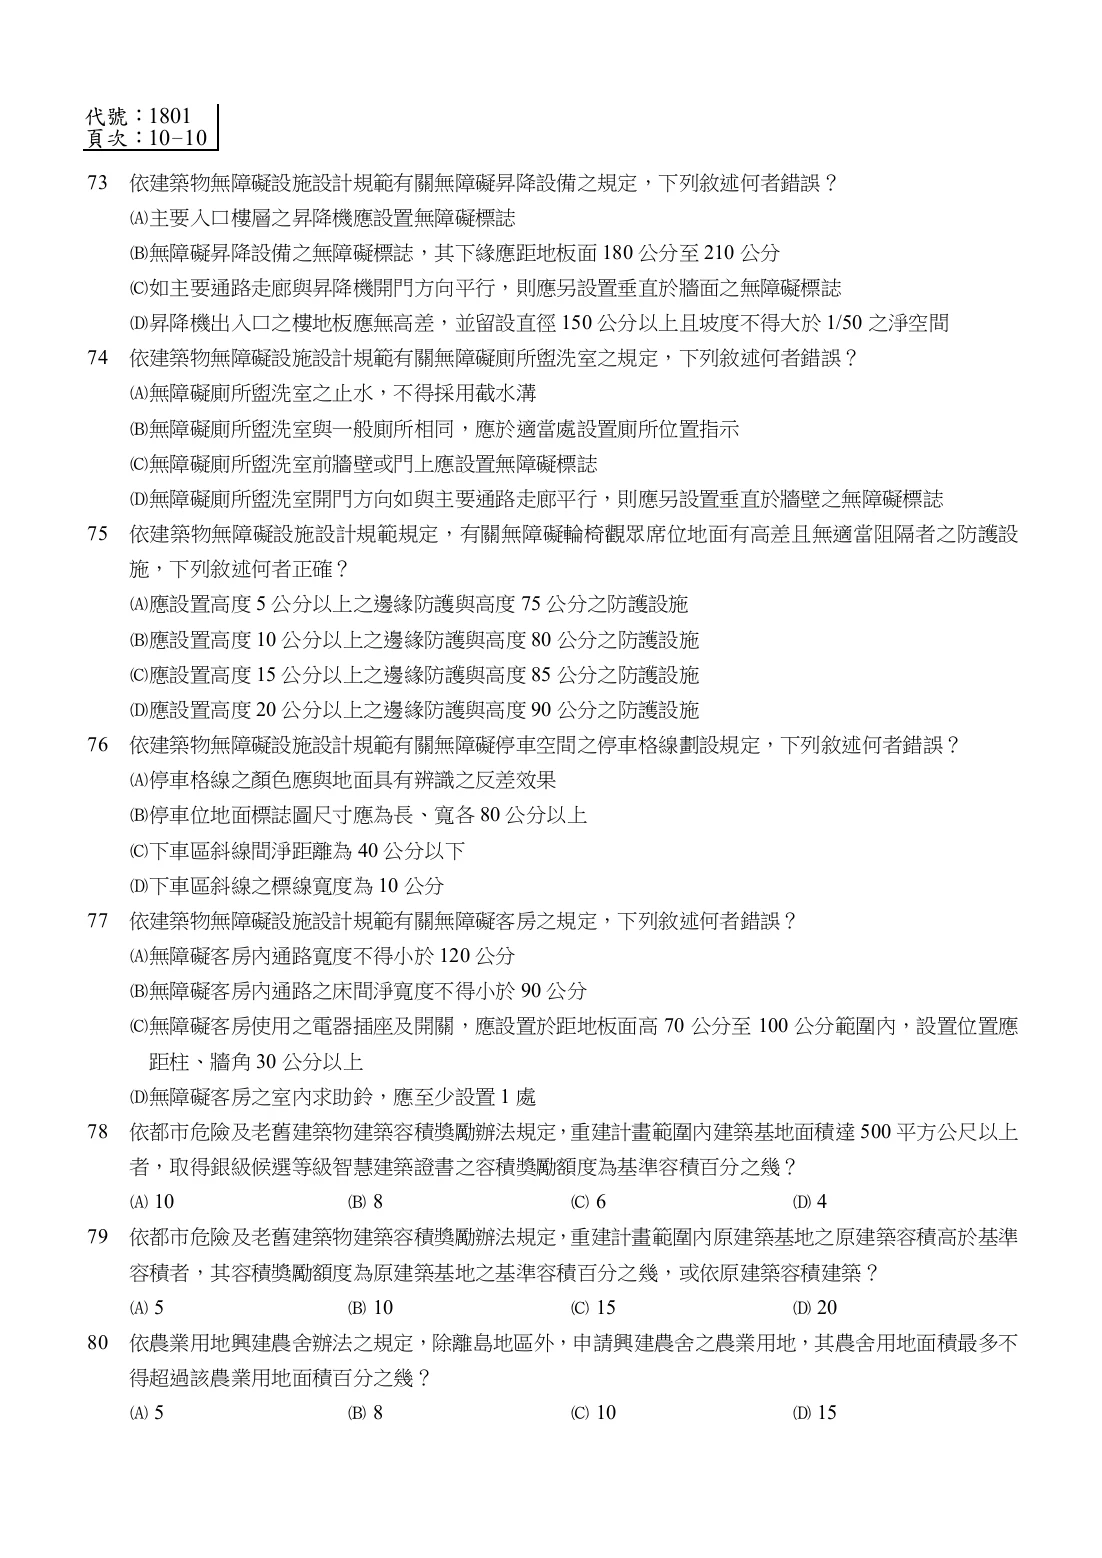 代號：1801
頁次：10－10
73 依建築物無障礙設施設計規範有關無障礙昇降設備之規定，下列敘述何者錯誤？
(A)主要入口樓層之昇降機應設置無障礙標誌
(B)無障礙昇降設備之無障礙標誌，其下緣應距地板面 180 公分至 210 公分
(C)如主要通路走廊與昇降機開門方向平行，則應另設置垂直於牆面之無障礙標誌
(D)昇降機出入口之樓地板應無高差，並留設直徑 150 公分以上且坡度不得大於 1/50 之淨空間
74 依建築物無障礙設施設計規範有關無障礙廁所盥洗室之規定，下列敘述何者錯誤？
(A)無障礙廁所盥洗室之止水，不得採用截水溝
(B)無障礙廁所盥洗室與一般廁所相同，應於適當處設置廁所位置指示
(C)無障礙廁所盥洗室前牆壁或門上應設置無障礙標誌
(D)無障礙廁所盥洗室開門方向如與主要通路走廊平行，則應另設置垂直於牆壁之無障礙標誌
75 依建築物無障礙設施設計規範規定，有關無障礙輪椅觀眾席位地面有高差且無適當阻隔者之防護設
施，下列敘述何者正確？
(A)應設置高度 5 公分以上之邊緣防護與高度 75 公分之防護設施
(B)應設置高度 10 公分以上之邊緣防護與高度 80 公分之防護設施
(C)應設置高度 15 公分以上之邊緣防護與高度 85 公分之防護設施
(D)應設置高度 20 公分以上之邊緣防護與高度 90 公分之防護設施
76 依建築物無障礙設施設計規範有關無障礙停車空間之停車格線劃設規定，下列敘述何者錯誤？
(A)停車格線之顏色應與地面具有辨識之反差效果
(B)停車位地面標誌圖尺寸應為長、寬各 80 公分以上
(C)下車區斜線間淨距離為 40 公分以下
(D)下車區斜線之標線寬度為 10 公分
77 依建築物無障礙設施設計規範有關無障礙客房之規定，下列敘述何者錯誤？
(A)無障礙客房內通路寬度不得小於 120 公分
(B)無障礙客房內通路之床間淨寬度不得小於 90 公分
(C)無障礙客房使用之電器插座及開關，應設置於距地板面高 70 公分至 100 公分範圍內，設置位置應
距柱、牆角 30 公分以上
(D)無障礙客房之室內求助鈴，應至少設置 1 處
78 依都市危險及老舊建築物建築容積獎勵辦法規定，重建計畫範圍內建築基地面積達 500 平方公尺以上
者，取得銀級候選等級智慧建築證書之容積獎勵額度為基準容積百分之幾？
(A) 10 (B) 8 (C) 6 (D) 4
79 依都市危險及老舊建築物建築容積獎勵辦法規定，重建計畫範圍內原建築基地之原建築容積高於基準
容積者，其容積獎勵額度為原建築基地之基準容積百分之幾，或依原建築容積建築？
(A) 5 (B) 10 (C) 15 (D) 20
80 依農業用地興建農舍辦法之規定，除離島地區外，申請興建農舍之農業用地，其農舍用地面積最多不
得超過該農業用地面積百分之幾？
(A) 5 (B) 8 (C) 10 (D) 15